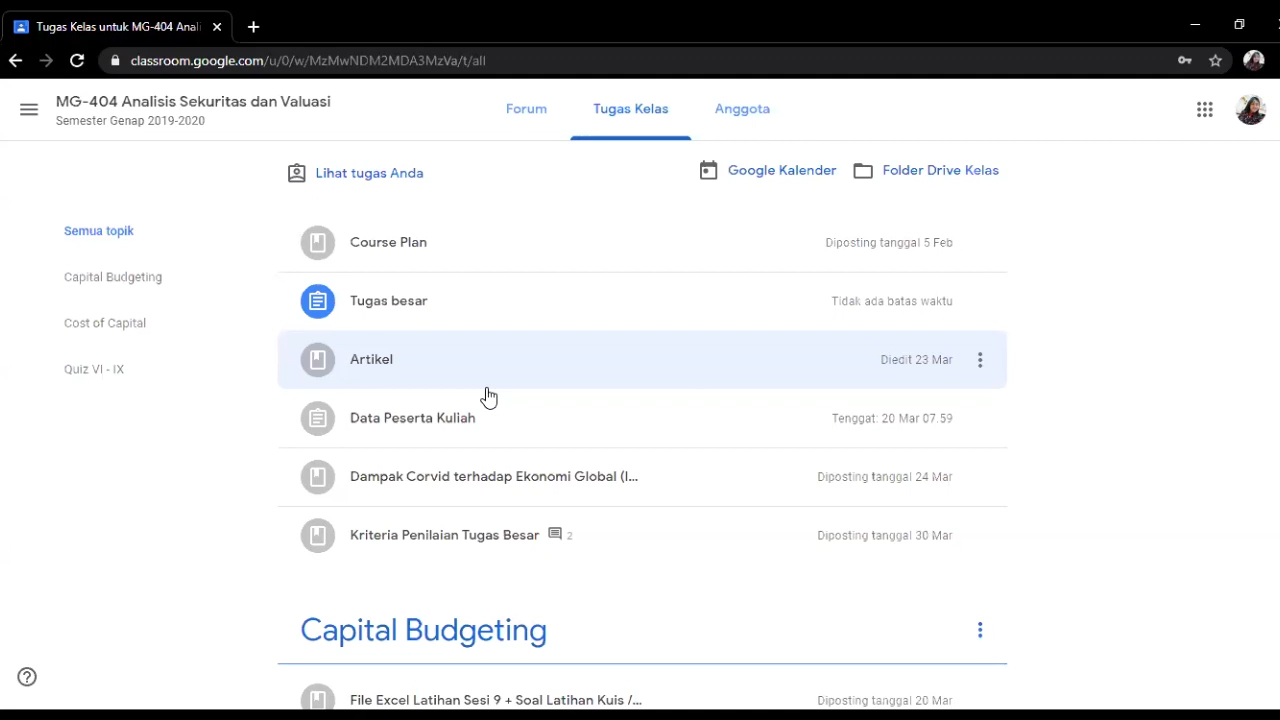 Tugas Kelas untuk MG-404 Anali
classroom.google.com/u/0/w/MzMwNDM2MDA3MzVa/t/all
MG-404 Analisis Sekuritas dan Valuasi
Semester Genap 2019-2020
Forum
Tugas Kelas
Anggota
Lihat tugas Anda
Google Kalender
Folder Drive Kelas
Semua topik
Capital Budgeting
Cost of Capital
Quiz VI - IX
Course Plan
Diposting tanggal 5 Feb
Tugas besar
Tidak ada batas waktu
Artikel
Diedit 23 Mar
Data Peserta Kuliah
Tenggat: 20 Mar 07.59
Dampak Corvid terhadap Ekonomi Global (I...
Diposting tanggal 24 Mar
Kriteria Penilaian Tugas Besar 2
Diposting tanggal 30 Mar
Capital Budgeting
File Excel Latihan Sesi 9 + Soal Latihan Kuis /...
Diposting tanggal 20 Mar